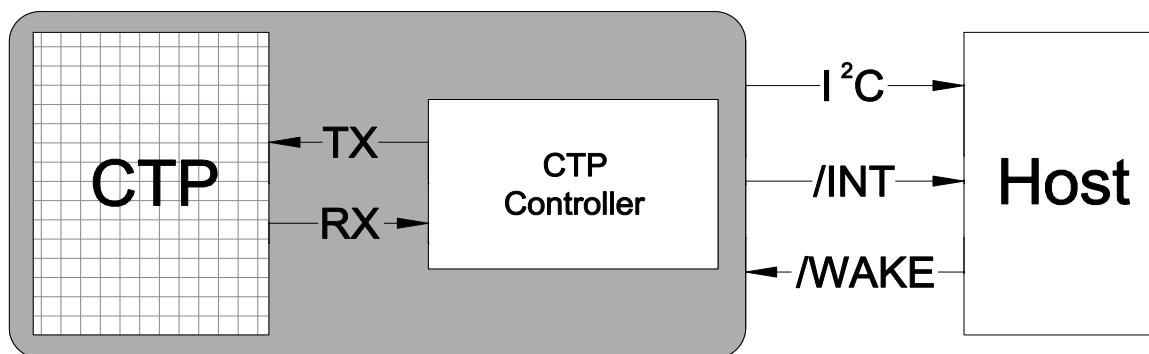 CTP
TX
RX
CTP
Controller
I²C
/INT
/WAKE
Host